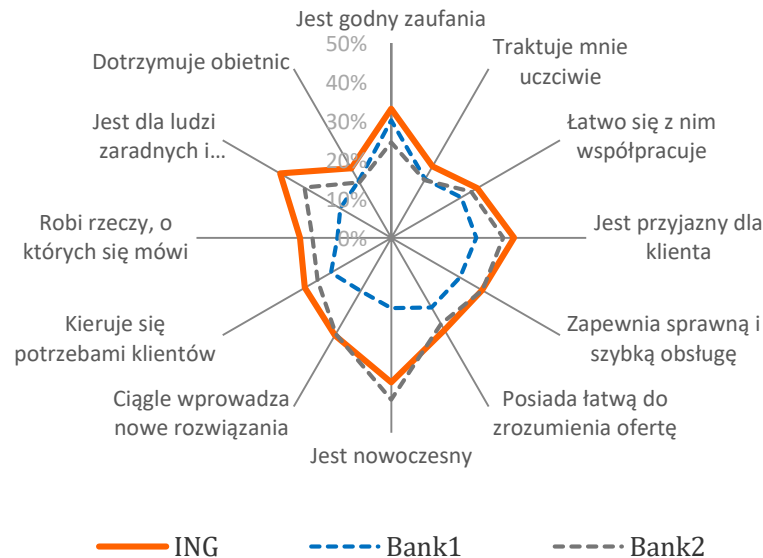 Jest godny zaufania
50%
Dotrzymuje obietnic
Traktuje mnie
uczciwie
40%
Jest dla ludzi
zaradnych i...
30%
Łatwo się z nim
współpracuje
20%
10%
Robi rzeczy, o
których się mówi
0%
Jest przyjazny dla
klienta
Kieruje się
potrzebami klientów
Zapewnia sprawną i
szybką obsługę
Ciągle wprowadza
nowe rozwiązania
Posiada łatwą do
zrozumienia ofertę
Jest nowoczesny
ING
Bank1
Bank2